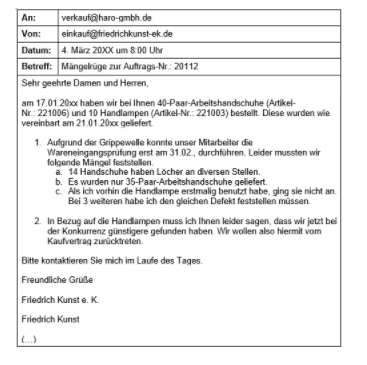 An: verkauf@haro-gmbh.de
Von: einkauf@friedrichkunst-ek.de
Datum: 4. März 20XX um 8:00 Uhr
Betreff: Mängelrüge zur Auftrags-Nr.: 20112
Sehr geehrte Damen und Herren,
am 17.01.20xx haben wir bei Ihnen 40-Paar-Arbeitshandschuhe (Artikel-
Nr.: 221006) und 10 Handlampen (Artikel-Nr.: 221003) bestellt. Diese wurden wie
vereinbart am 21.01.20xx geliefert.
1. Aufgrund der Grippewelle konnte unser Mitarbeiter die
Wareneingangsprüfung erst am 31.02., durchführen. Leider mussten wir
folgende Mängel feststellen.
a. 14 Handschuhe haben Löcher an diversen Stellen.
b. Es wurden nur 35-Paar-Arbeitshandschuhe geliefert.
c. Als ich vorhin die Handlampe erstmalig benutzt habe, ging sie nicht an.
Bei 3 weiteren habe ich den gleichen Defekt feststellen müssen.
2. In Bezug auf die Handlampen muss ich Ihnen leider sagen, dass wir jetzt bei
der Konkurrenz günstigere gefunden haben. Wir wollen also hiermit vom
Kaufvertrag zurücktreten.
Bitte kontaktieren Sie mich im Laufe des Tages.
Freundliche Grüße
Friedrich Kunst e. K.
Friedrich Kunst
(...)